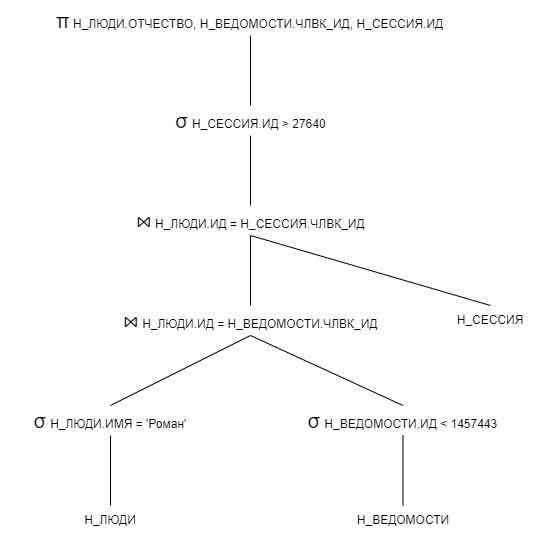 π Н_ЛЮДИ.ОТЧЕСТВО, Н_ВЕДОМОСТИ.ЧЛВК_ИД, Н_СЕССИЯ.ИД
σ Н_СЕССИЯ.ИД > 27640
⋈ Н_ЛЮДИ.ИД = Н_СЕССИЯ.ЧЛВК_ИД
⋈ Н_ЛЮДИ.ИД = Н_ВЕДОМОСТИ.ЧЛВК_ИД
Н_СЕССИЯ
σ Н_ЛЮДИ.ИМЯ = 'Роман'
σ Н_ВЕДОМОСТИ.ИД < 1457443
Н_ЛЮДИ
Н_ВЕДОМОСТИ